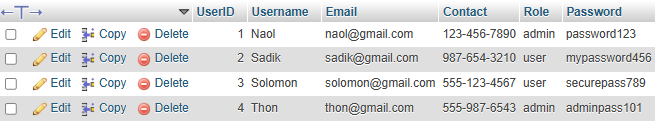 UserID Username Email Contact Role Password
Edit Copy Delete 1 Naol naol@gmail.com 123-456-7890 admin password123
Edit Copy Delete 2 Sadik sadik@gmail.com 987-654-3210 user mypassword456
Edit Copy Delete 3 Solomon solomon@gmail.com 555-123-4567 user securepass789
Edit Copy Delete 4 Thon thon@gmail.com 555-987-6543 admin adminpass101